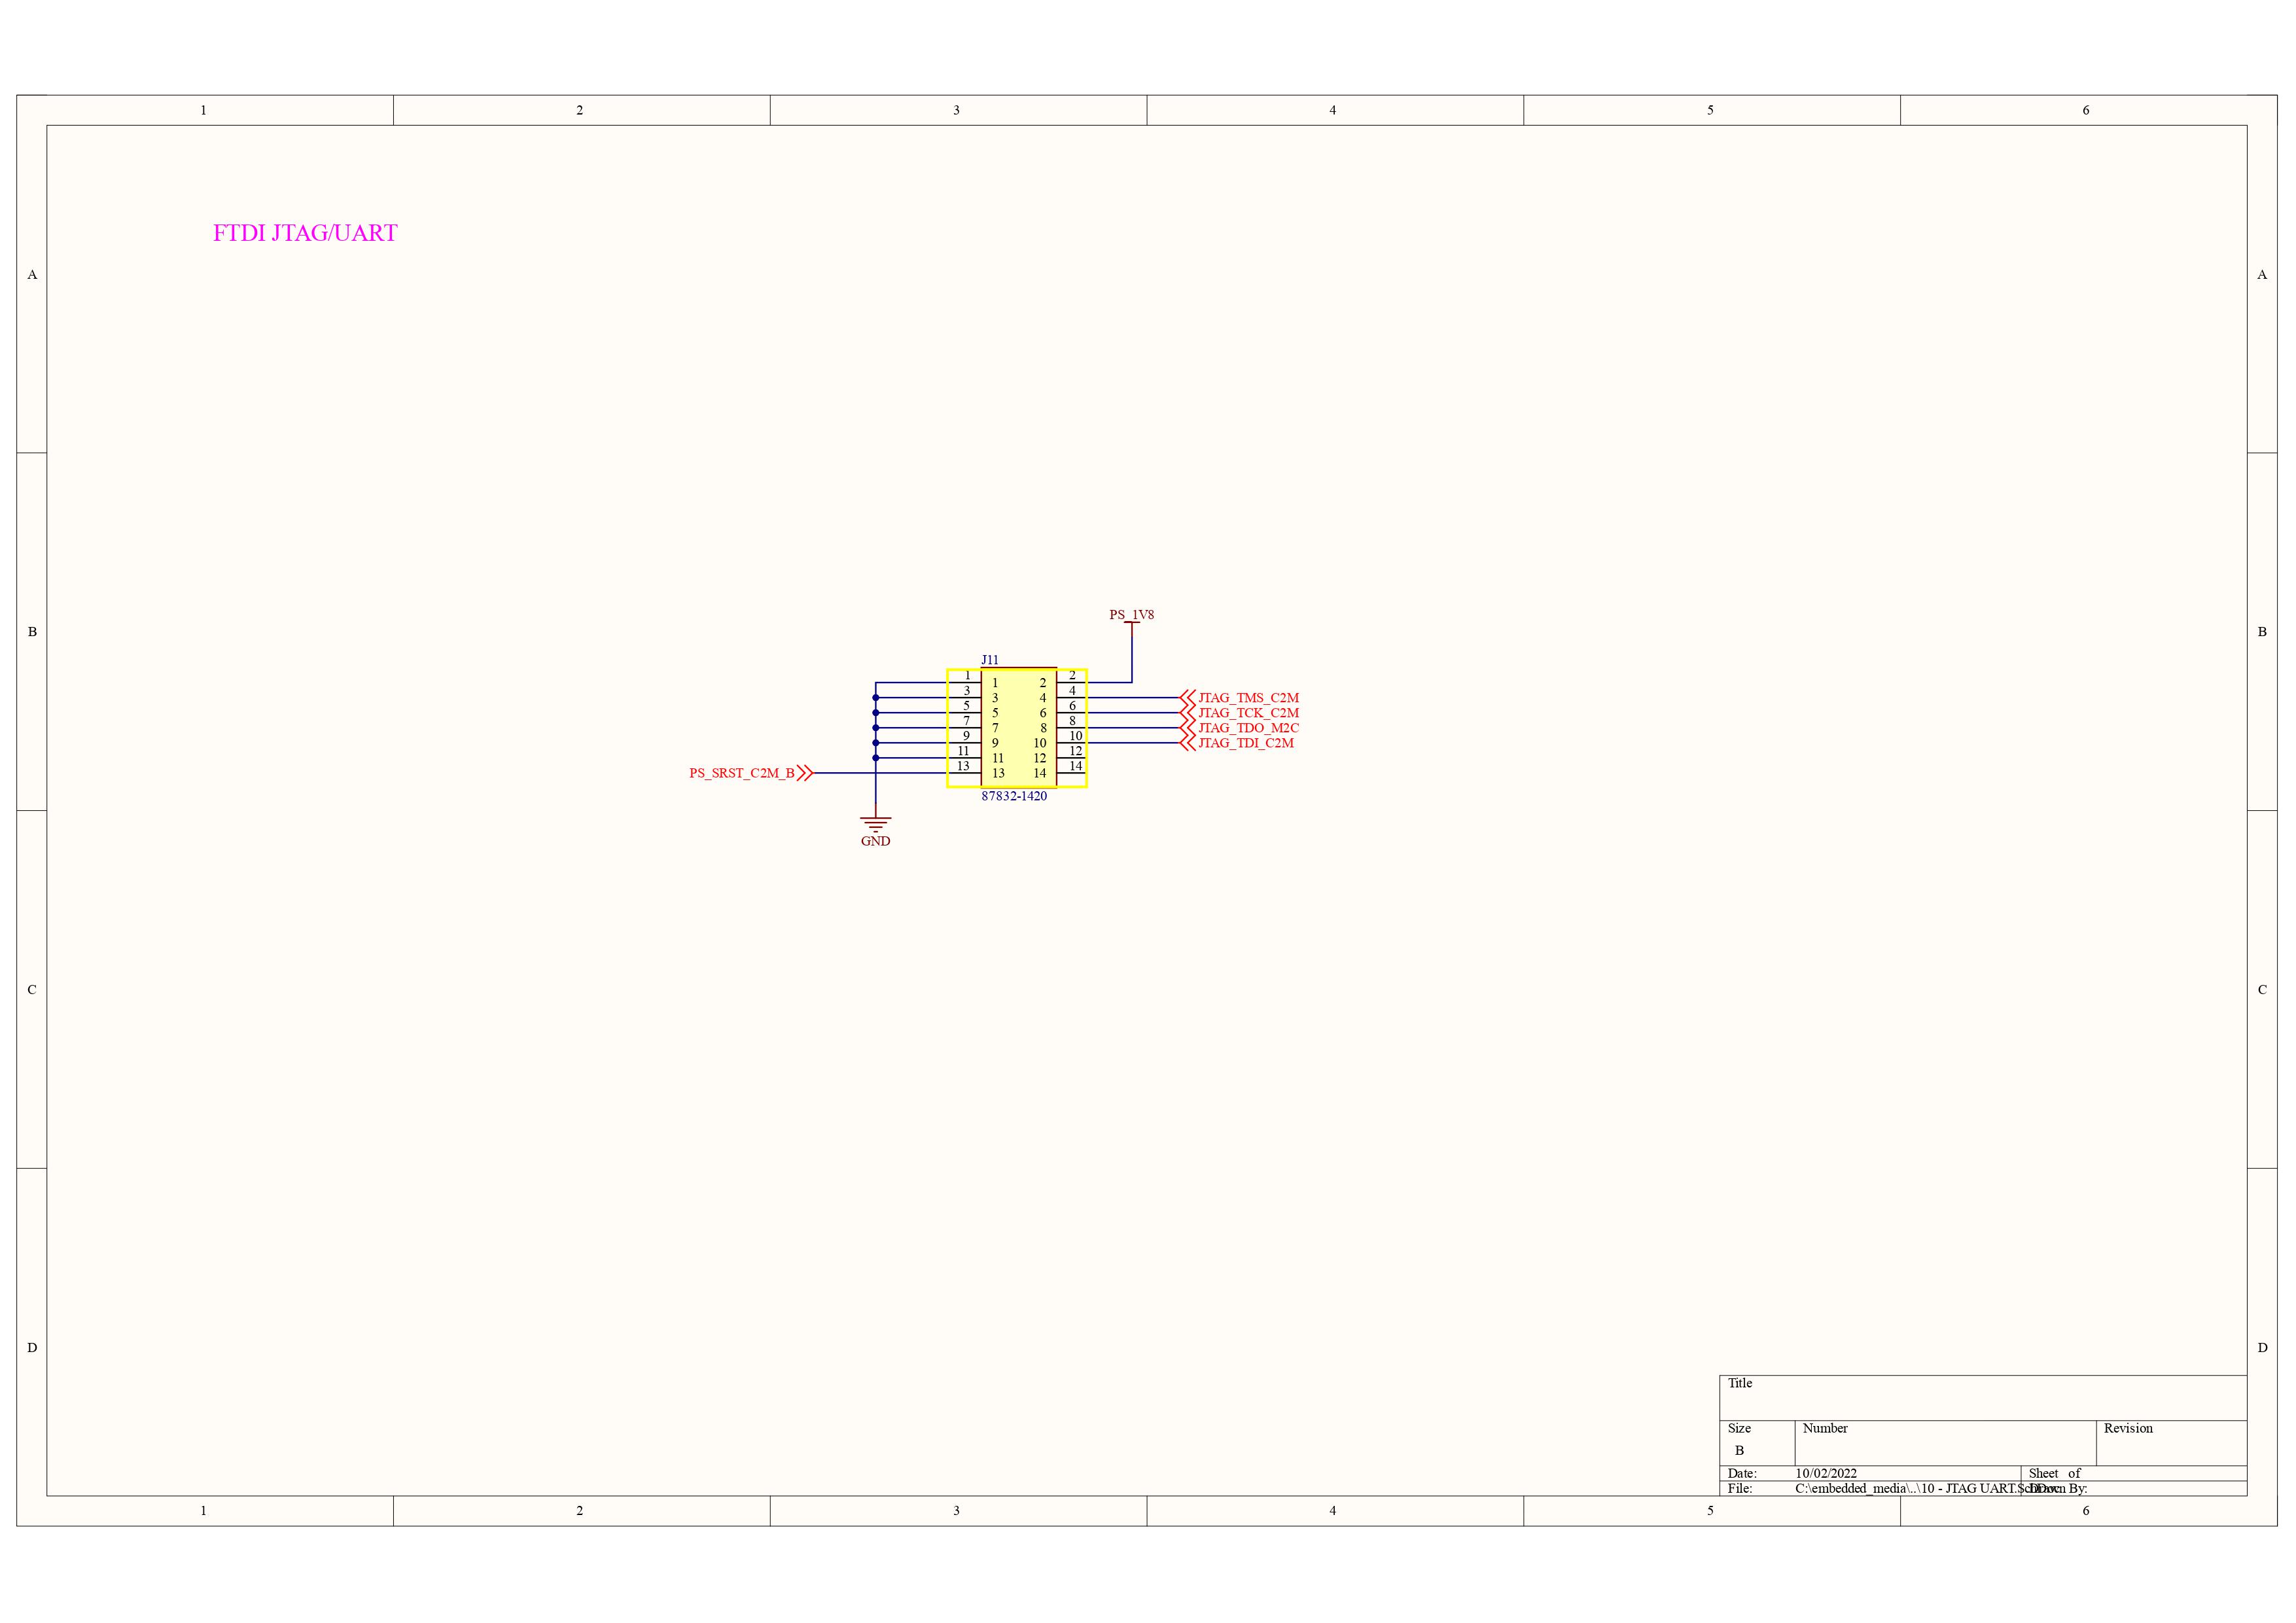 1 2 3 4 5 6
FTDI JTAG/UART
A A
PS_1V8
B B
J11
1 1 2 2
3 3 4 4 JTAG_TMS_C2M
5 5 6 6 JTAG_TCK_C2M
7 7 8 8 JTAG_TDO_M2C
9 9 10 10 JTAG_TDI_C2M
11 11 12 12
PS_SRST_C2M_B 13 13 14 14
87832-1420
GND
C C
D D
Title
Size Number Revision
B
Date: 10/02/2022 Sheet of
File: C:\embedded_media\..\10 - JTAG UART.SchDoc Drawn By:
1 2 3 4 5 6